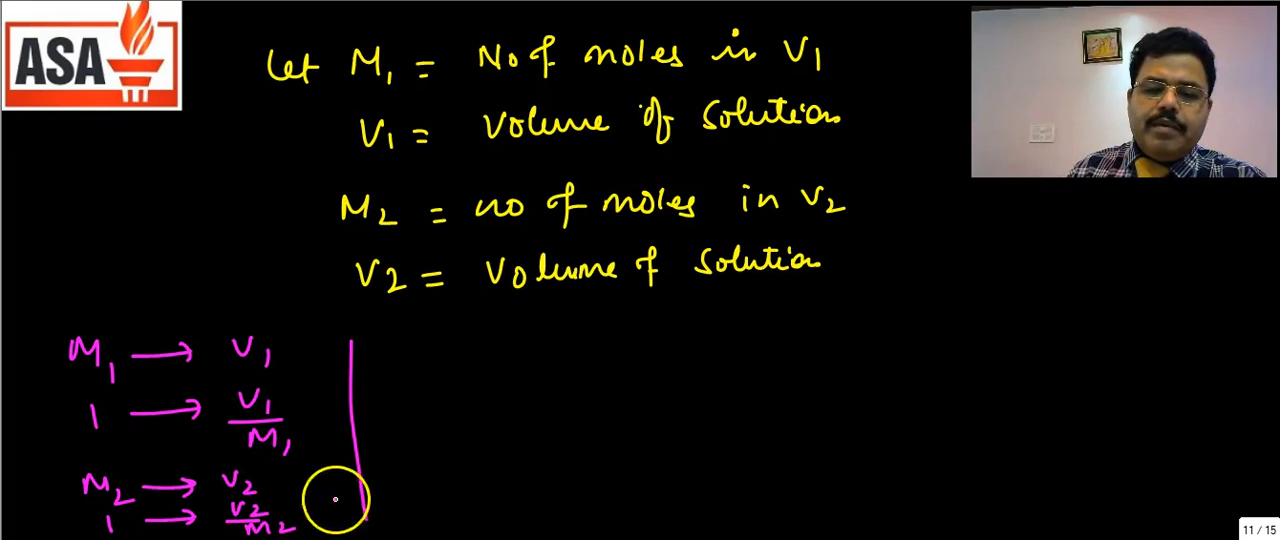 ASA
Let M₁ = No of moles in V₁
V₁ = Volume of solution
M₂ = no of moles in V₂
V₂ = Volume of solution
M₁ → V₁
1 → V₁/M₁
M₂ → V₂
1 → V₂/M₂
11 / 15